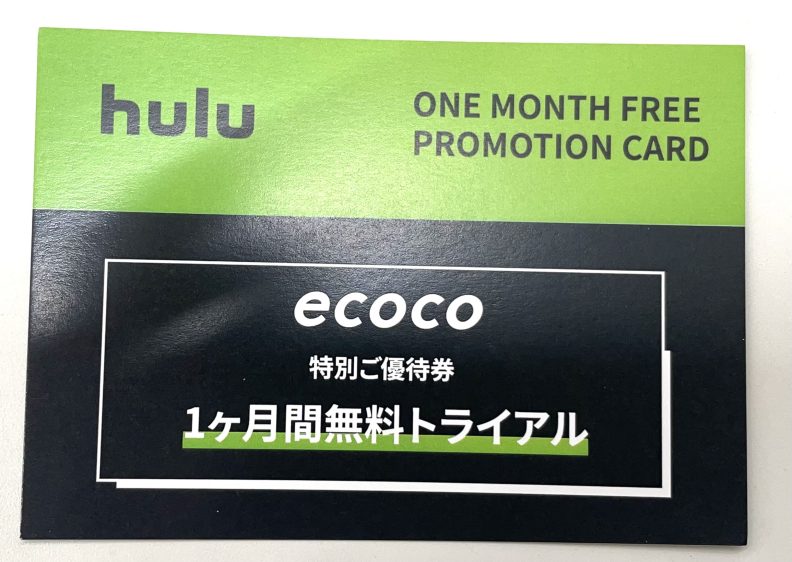 hulu
ONE MONTH FREE
PROMOTION CARD
ecoco
特別ご優待券
1ヶ月間無料トライアル